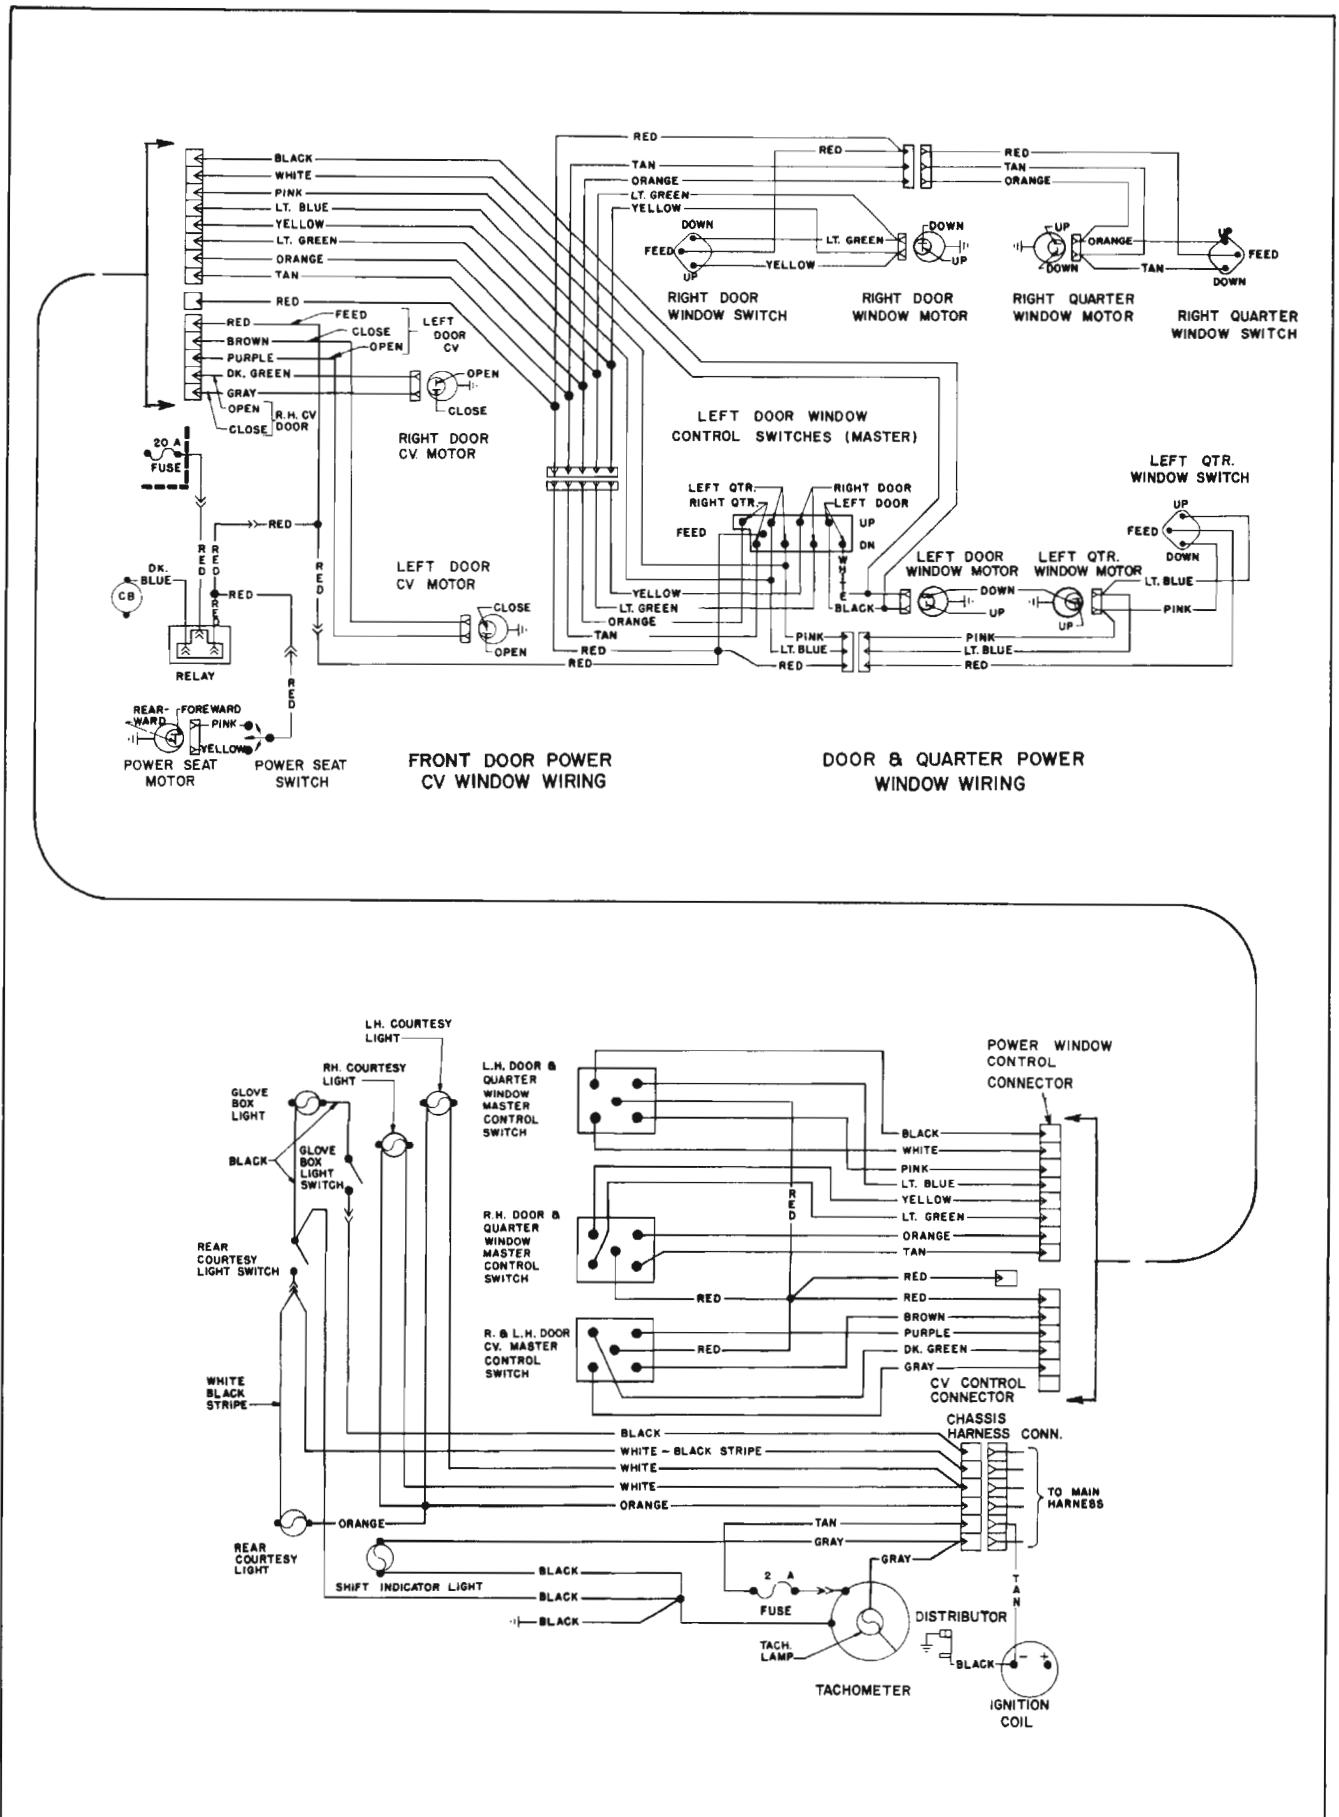 BLACK
WHITE
PINK
LT. BLUE
YELLOW
LT. GREEN
ORANGE
TAN
RED
RED
BROWN
PURPLE
DK. GREEN
GRAY
FEED
CLOSE
OPEN
LEFT
DOOR
CV
OPEN
CLOSE
R.H. CV
DOOR
OPEN
CLOSE
RIGHT DOOR
CV. MOTOR
20 A
FUSE
RED
RED
RED
RED
RED
RED
RED
DK.
BLUE
CB
RELAY
REAR-
WARD
FOREWARD
PINK
YELLOW
POWER SEAT
MOTOR
POWER SEAT
SWITCH
LEFT DOOR
CV MOTOR
CLOSE
OPEN
FRONT DOOR POWER
CV WINDOW WIRING
RED
RED
TAN
ORANGE
LT. GREEN
YELLOW
DOWN
FEED
UP
LT. GREEN
YELLOW
DOWN
UP
RIGHT DOOR
WINDOW SWITCH
RIGHT DOOR
WINDOW MOTOR
RED
TAN
ORANGE
UP
DOWN
ORANGE
TAN
UP
FEED
DOWN
RIGHT QUARTER
WINDOW MOTOR
RIGHT QUARTER
WINDOW SWITCH
LEFT DOOR WINDOW
CONTROL SWITCHES (MASTER)
LEFT QTR.
RIGHT QTR.
RIGHT DOOR
LEFT DOOR
FEED
UP
DN
WHITE
BLACK
YELLOW
LT. GREEN
ORANGE
TAN
RED
RED
PINK
LT. BLUE
RED
LEFT DOOR
WINDOW MOTOR
DOWN
UP
LEFT QTR.
WINDOW MOTOR
UP
LEFT QTR.
WINDOW SWITCH
UP
FEED
DOWN
LT. BLUE
PINK
PINK
LT. BLUE
RED
DOOR & QUARTER POWER
WINDOW WIRING
LH. COURTESY
LIGHT
RH. COURTESY
LIGHT
GLOVE
BOX
LIGHT
BLACK
GLOVE
BOX
LIGHT
SWITCH
REAR
COURTESY
LIGHT SWITCH
WHITE
BLACK
STRIPE
REAR
COURTESY
LIGHT
ORANGE
L.H. DOOR &
QUARTER
WINDOW
MASTER
CONTROL
SWITCH
R.H. DOOR &
QUARTER
WINDOW
MASTER
CONTROL
SWITCH
R. & L.H. DOOR
CV. MASTER
CONTROL
SWITCH
RED
RED
RED
POWER WINDOW
CONTROL
CONNECTOR
BLACK
WHITE
PINK
LT. BLUE
YELLOW
LT. GREEN
ORANGE
TAN
RED
RED
BROWN
PURPLE
DK. GREEN
GRAY
CV CONTROL
CONNECTOR
CHASSIS
HARNESS CONN.
BLACK
WHITE-BLACK STRIPE
WHITE
WHITE
ORANGE
TAN
GRAY
GRAY
TO MAIN
HARNESS
SHIFT INDICATOR LIGHT
BLACK
BLACK
BLACK
2 A
FUSE
TACH.
LAMP
TACHOMETER
DISTRIBUTOR
TAN
BLACK
- +
IGNITION
COIL